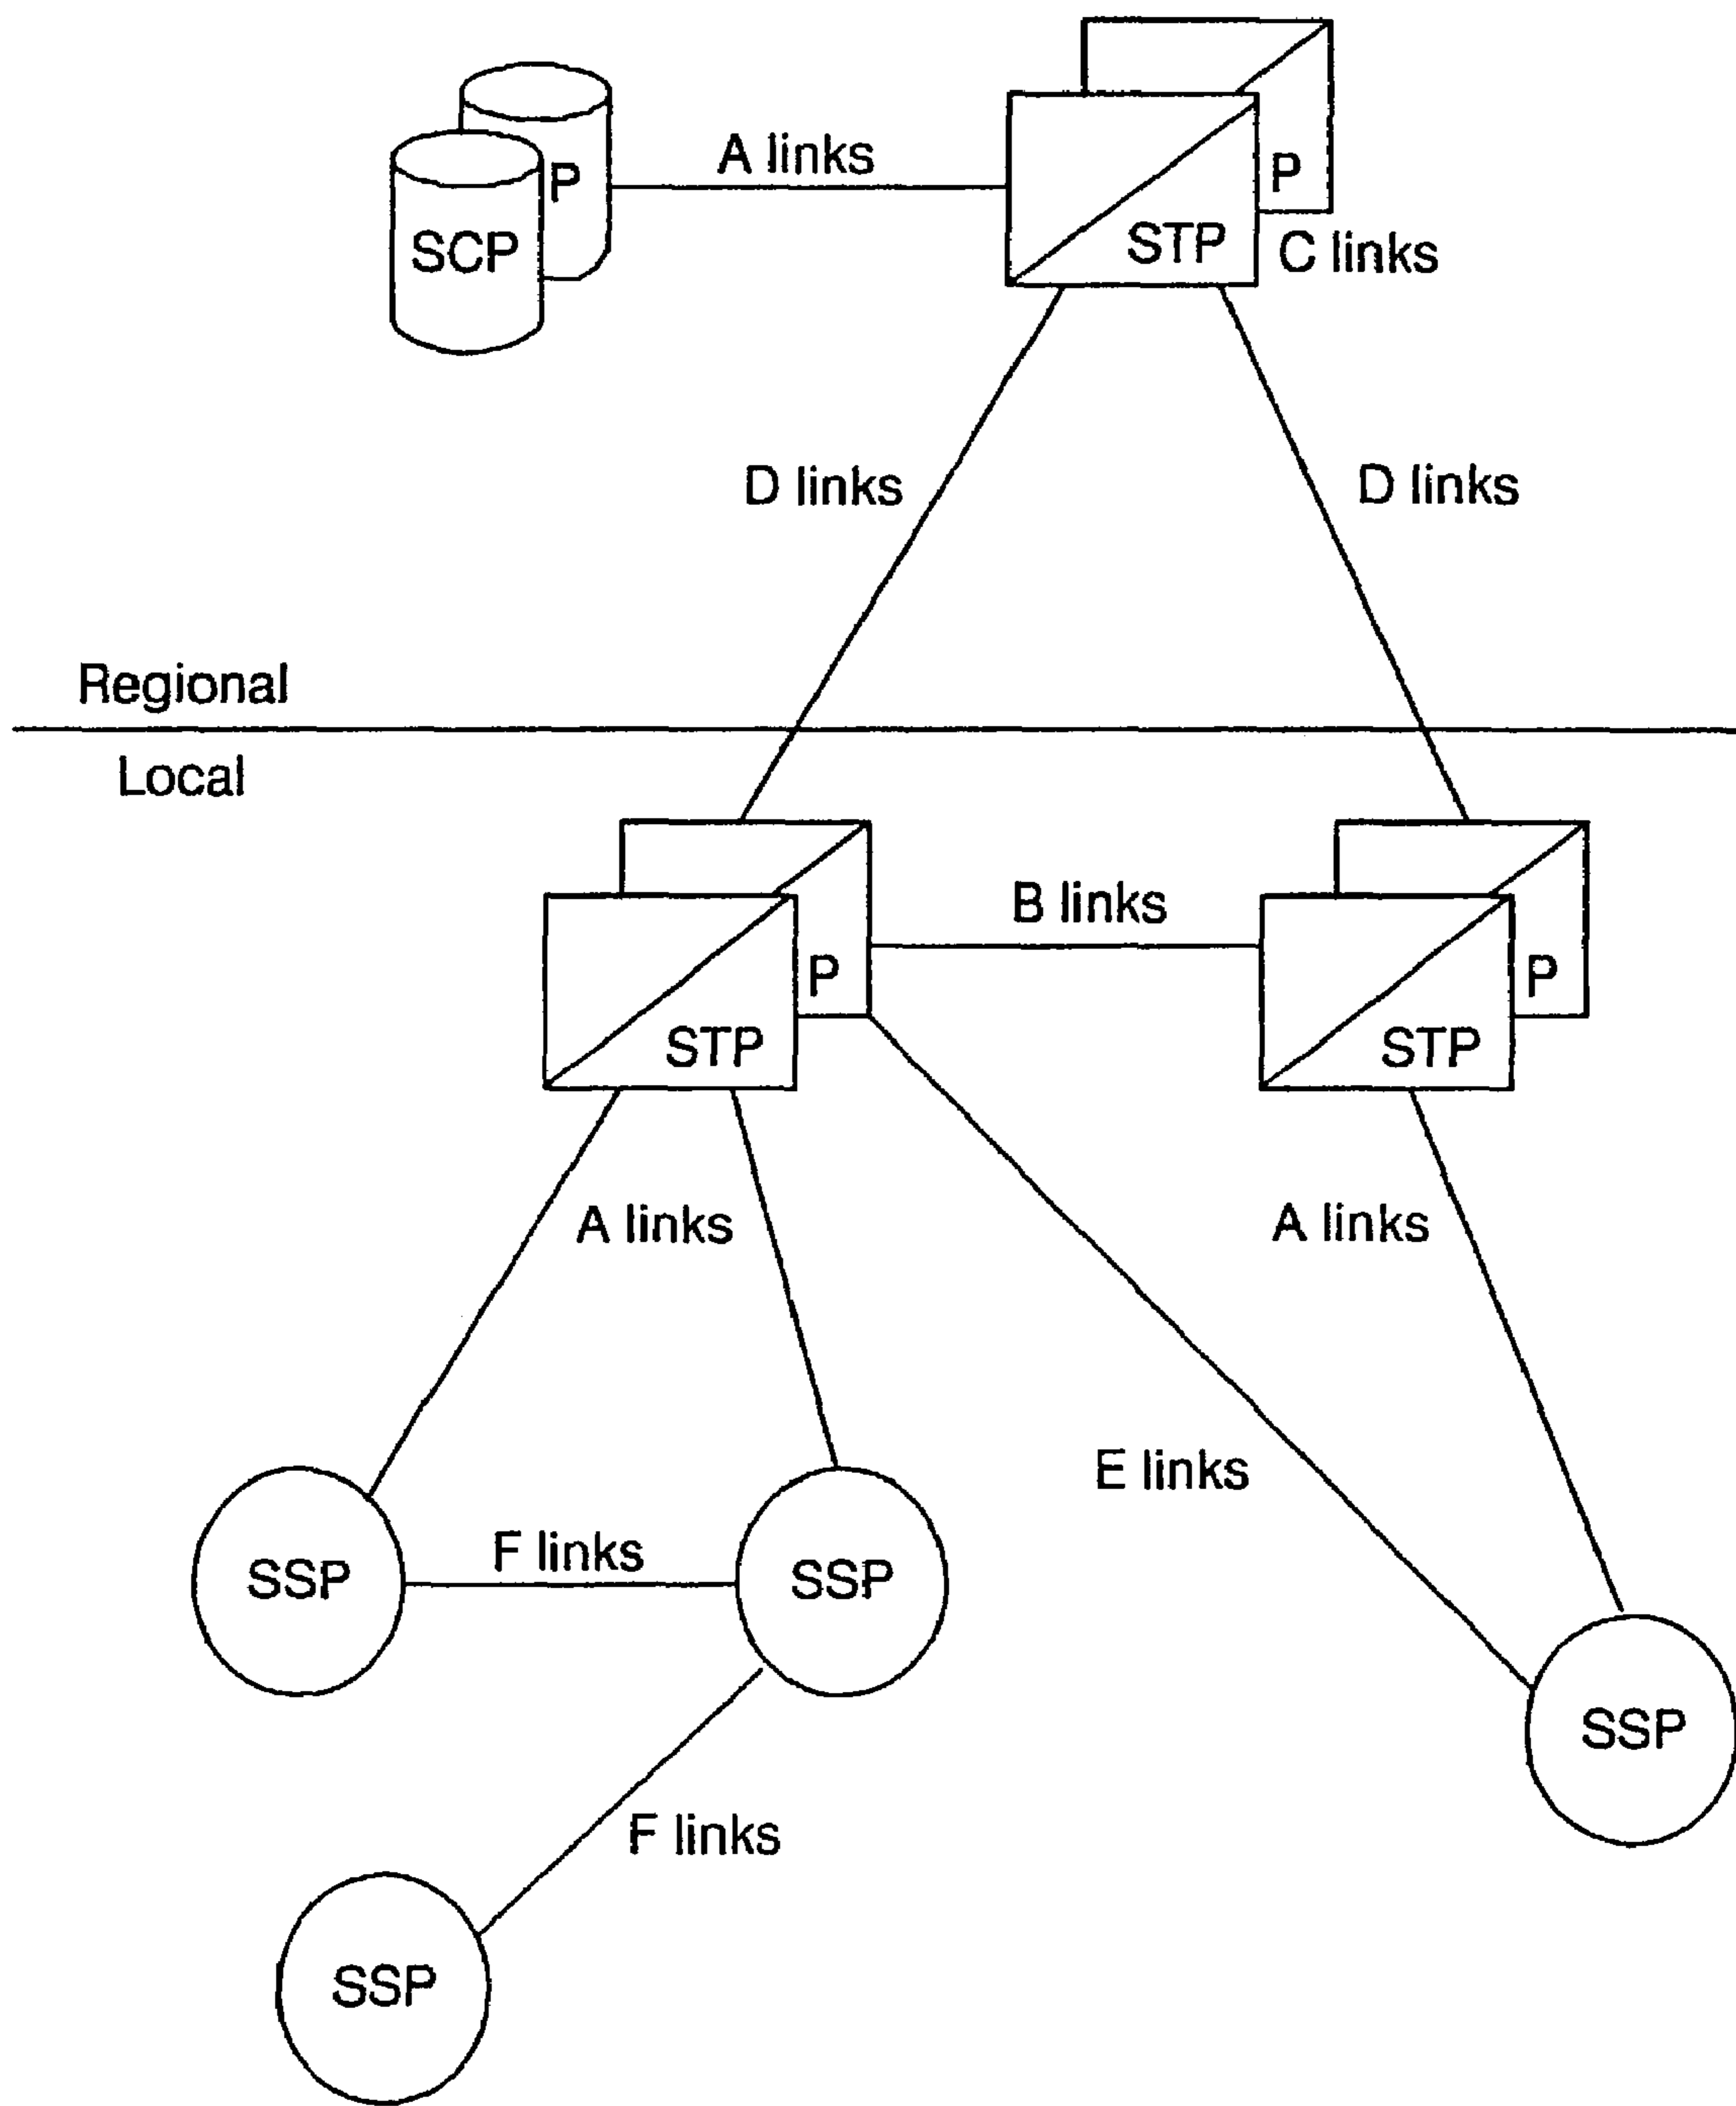 A links
P
SCP
P
STP
C links
D links
D links
Regional
Local
B links
P
STP
P
STP
A links
A links
E links
F links
SSP
SSP
SSP
F links
SSP